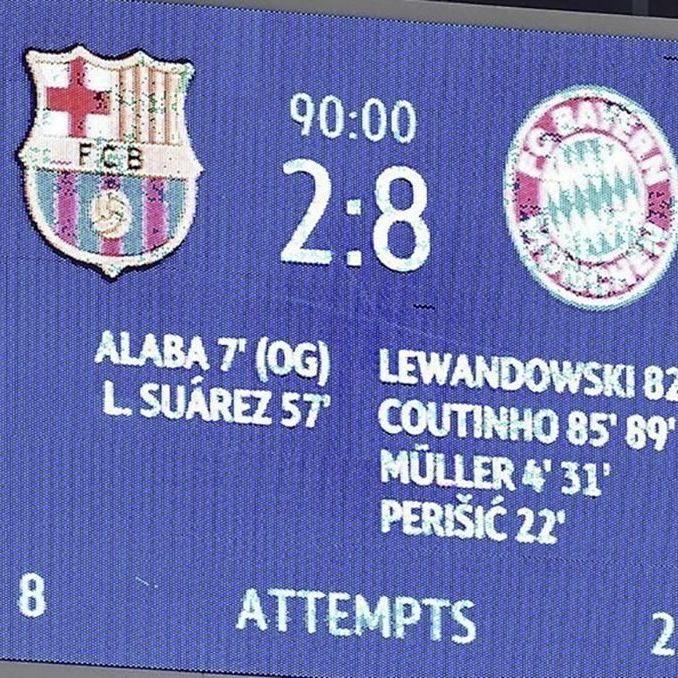 FCB
FC BAYERN
MÜNCHEN
90:00
2:8
ALABA 7' (OG)
L. SUÁREZ 57'
LEWANDOWSKI 82
COUTINHO 85' 89'
MÜLLER 4' 31'
PERIŠIĆ 22'
8 ATTEMPTS 2